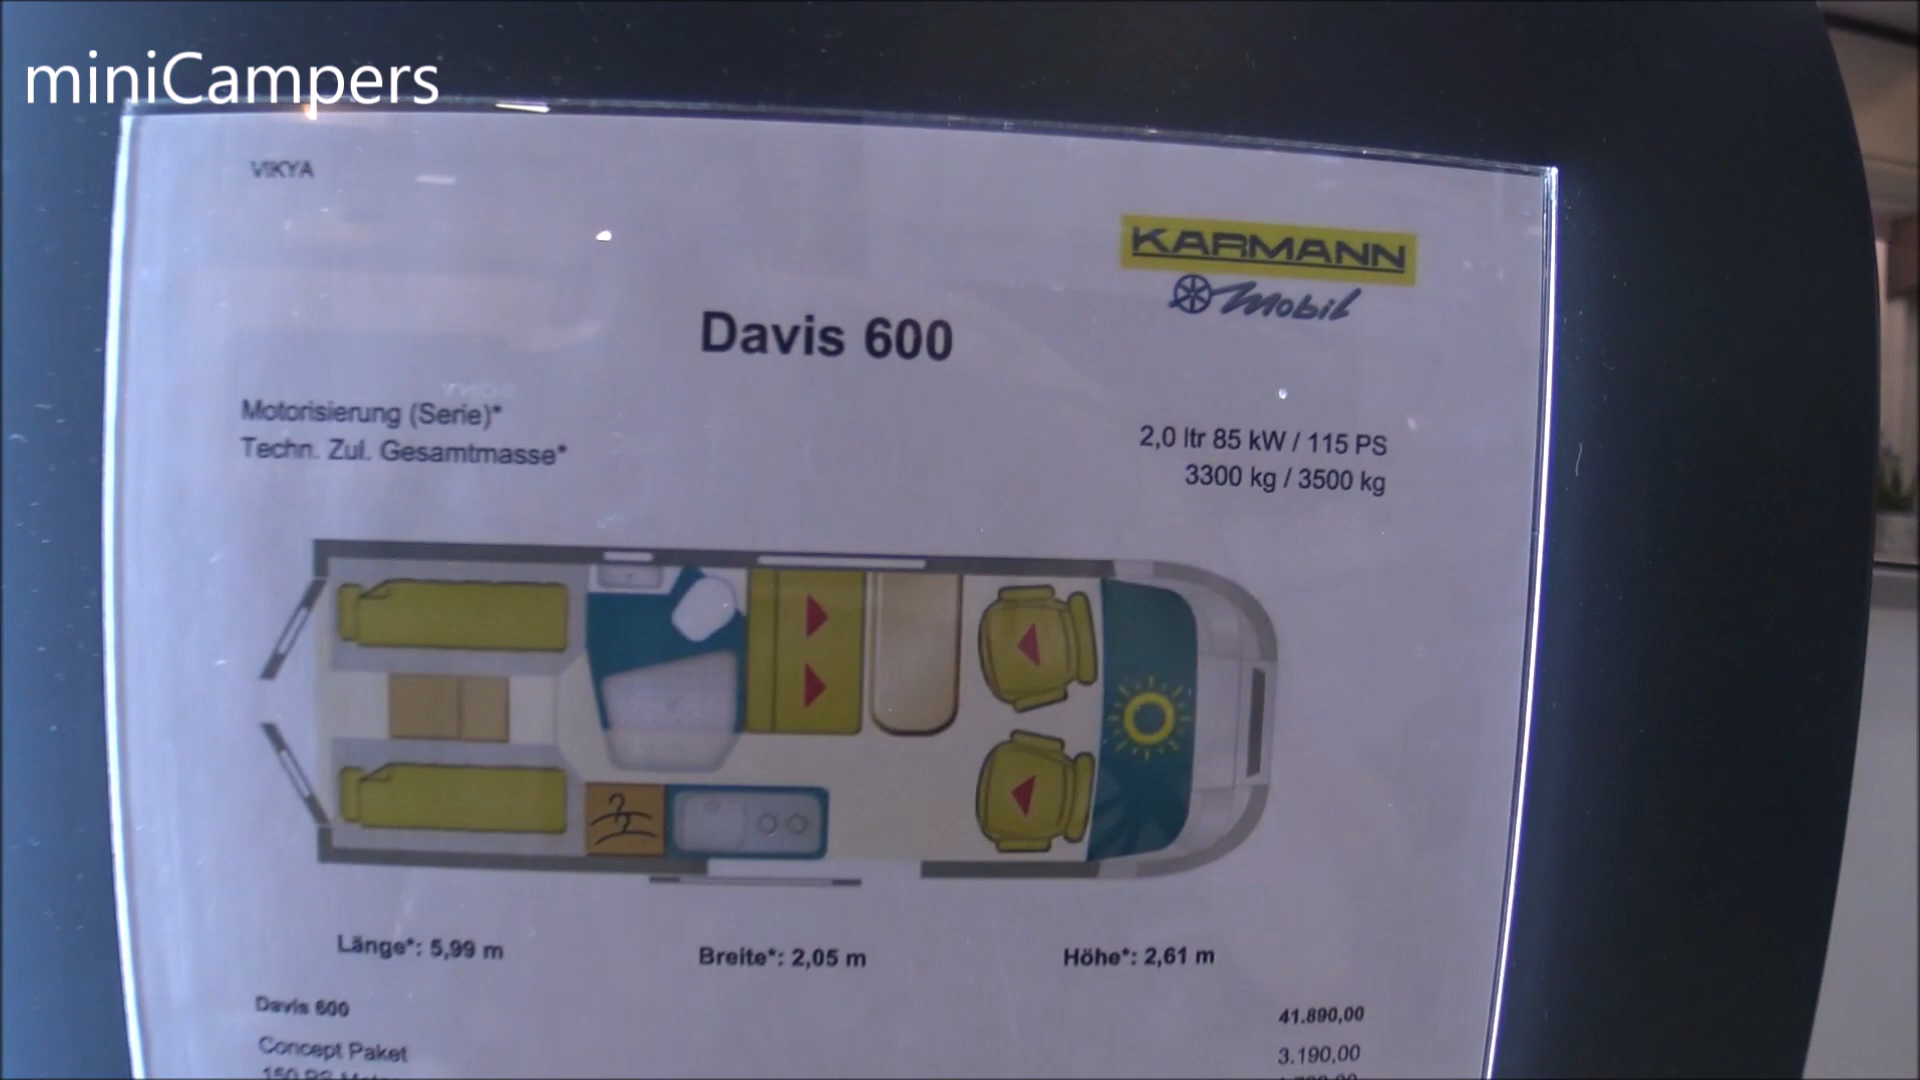 miniCampers
VIKYA
KARMANN
Mobil
Davis 600
Motorisierung (Serie)*
2,0 ltr 85 kW / 115 PS
Techn. Zul. Gesamtmasse*
3300 kg / 3500 kg
Länge*: 5,99 m
Breite*: 2,05 m
Höhe*: 2,61 m
Davis 600
41.890,00
Concept Paket
3.190,00
150 PS